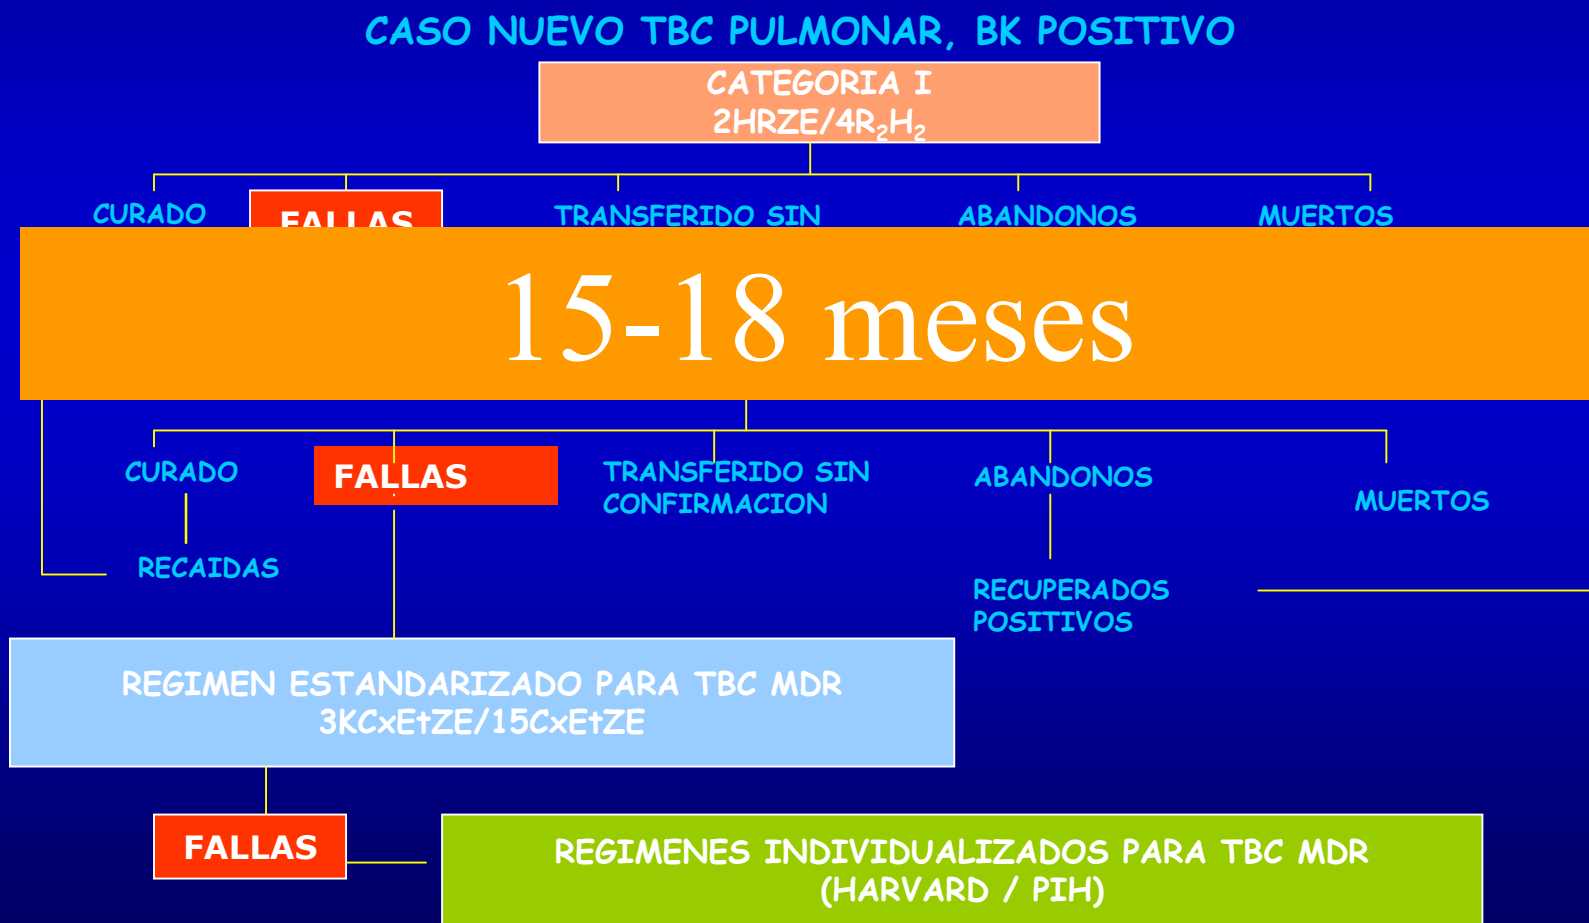 CASO NUEVO TBC PULMONAR, BK POSITIVO
CATEGORIA I
2HRZE/4R₂H₂
CURADO
FALLAS
TRANSFERIDO SIN
ABANDONOS
MUERTOS
15-18 meses
CURADO
FALLAS
TRANSFERIDO SIN
CONFIRMACION
ABANDONOS
MUERTOS
RECAIDAS
RECUPERADOS
POSITIVOS
REGIMEN ESTANDARIZADO PARA TBC MDR
3KCxEtZE/15CxEtZE
FALLAS
REGIMENES INDIVIDUALIZADOS PARA TBC MDR
(HARVARD / PIH)